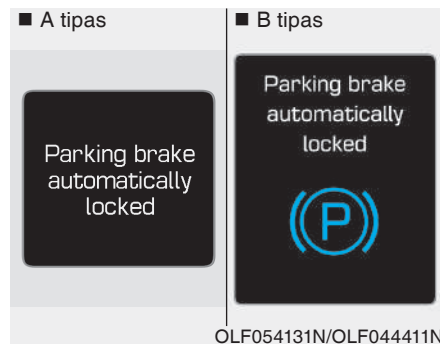 ■ A tipas
Parking brake
automatically
locked
■ B tipas
Parking brake
automatically
locked
P
OLF054131N/OLF044411N